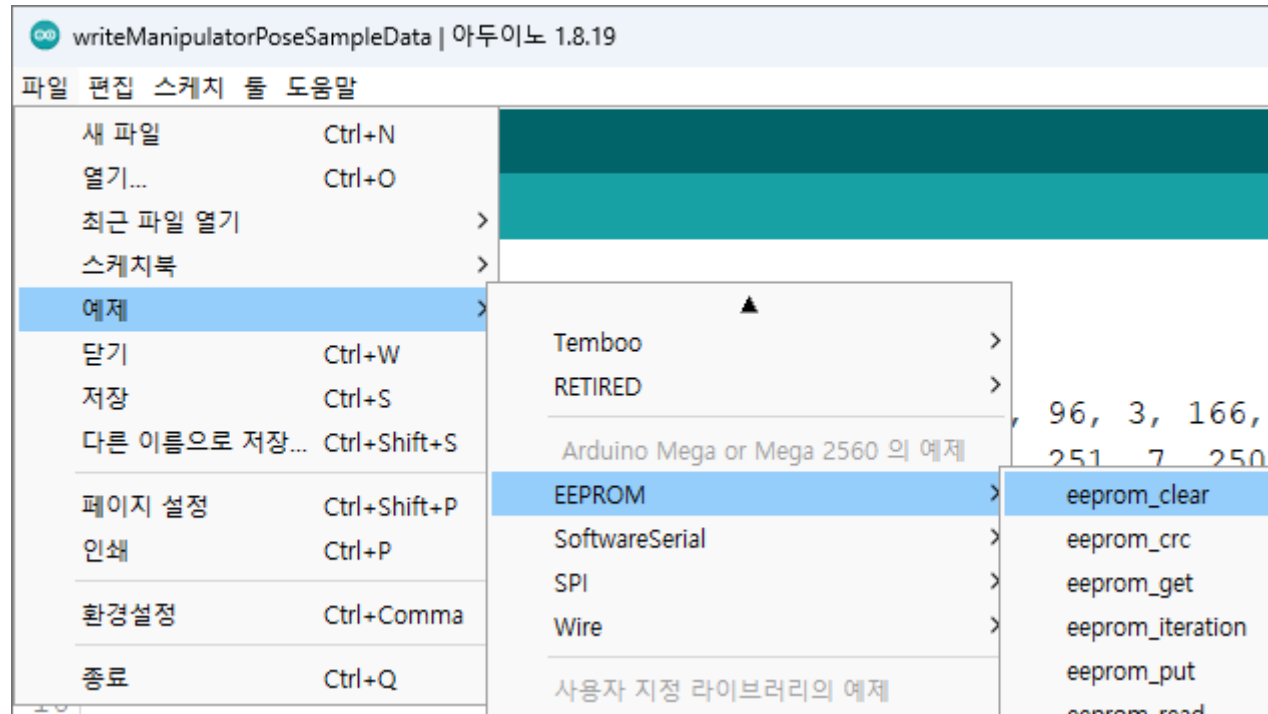 writeManipulatorPoseSampleData | 아두이노 1.8.19
파일 편집 스케치 툴 도움말
새 파일 Ctrl+N
열기... Ctrl+O
최근 파일 열기
스케치북
예제
닫기 Ctrl+W
저장 Ctrl+S
다른 이름으로 저장... Ctrl+Shift+S
페이지 설정 Ctrl+Shift+P
인쇄 Ctrl+P
환경설정 Ctrl+Comma
종료 Ctrl+Q
Temboo
RETIRED
Arduino Mega or Mega 2560 의 예제
EEPROM
SoftwareSerial
SPI
Wire
사용자 지정 라이브러리의 예제
eeprom_clear
eeprom_crc
eeprom_get
eeprom_iteration
eeprom_put
eeprom_read
, 96, 3, 166,
251 7 250